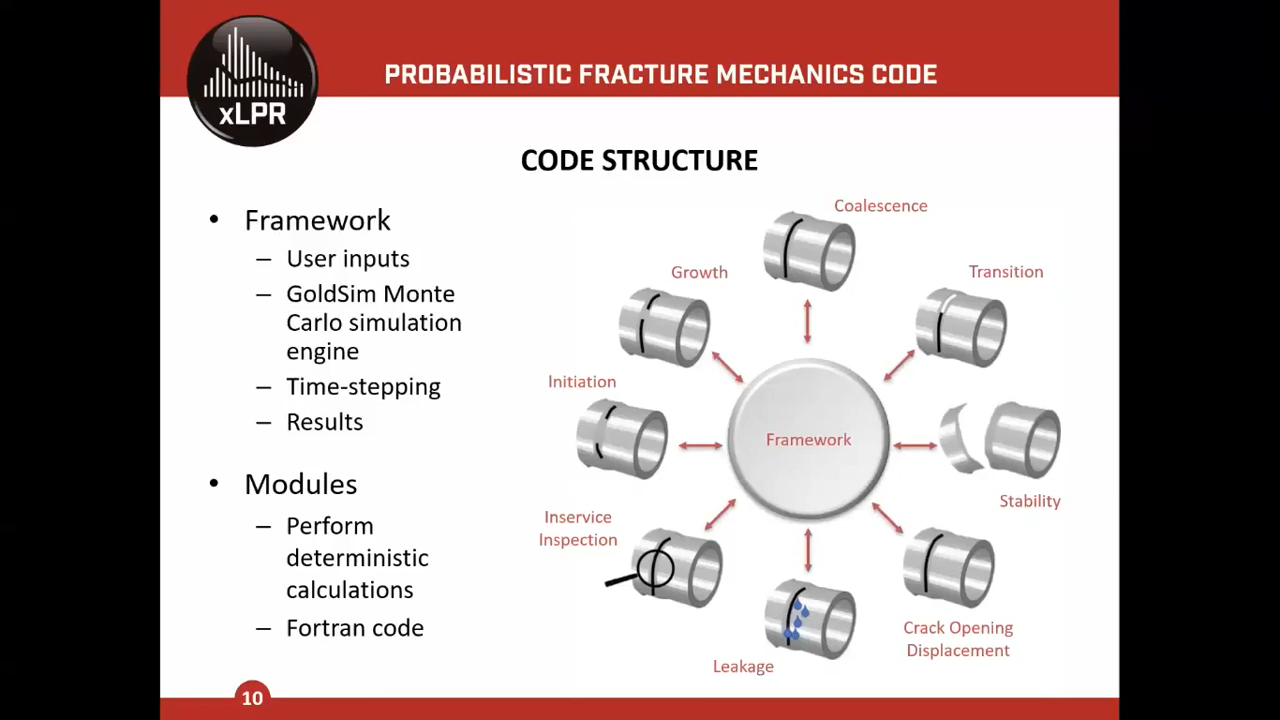 xLPR
PROBABILISTIC FRACTURE MECHANICS CODE
CODE STRUCTURE
• Framework
– User inputs
– GoldSim Monte
Carlo simulation
engine
– Time-stepping
– Results
• Modules
– Perform
deterministic
calculations
– Fortran code
Coalescence
Growth
Transition
Initiation
Framework
Stability
Inservice
Inspection
Crack Opening
Displacement
Leakage
10